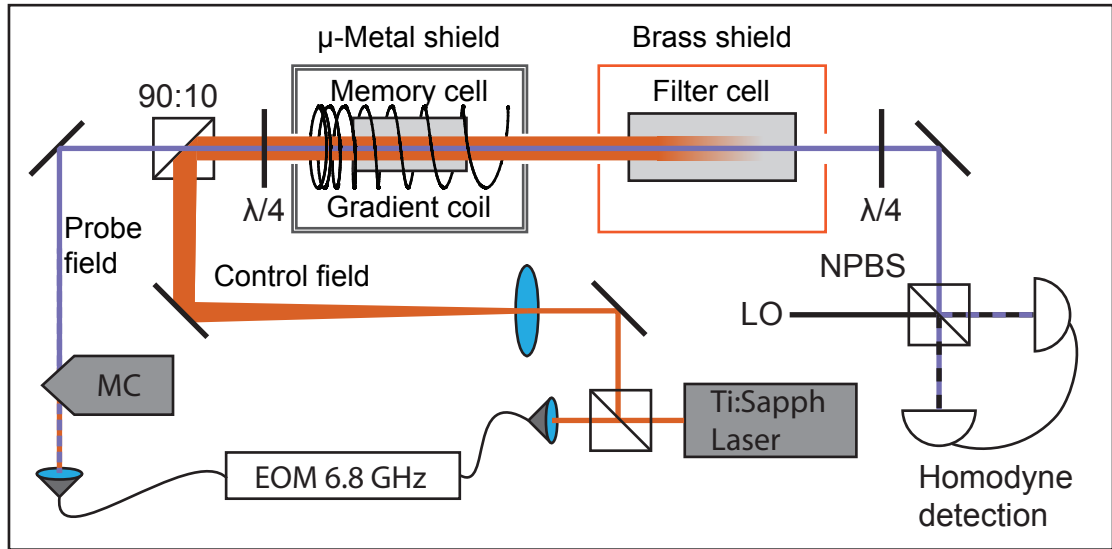 μ-Metal shield
Brass shield
90:10
Memory cell
Filter cell
λ/4
Gradient coil
λ/4
Probe
field
Control field
NPBS
LO
MC
Ti:Sapph
Laser
EOM 6.8 GHz
Homodyne
detection